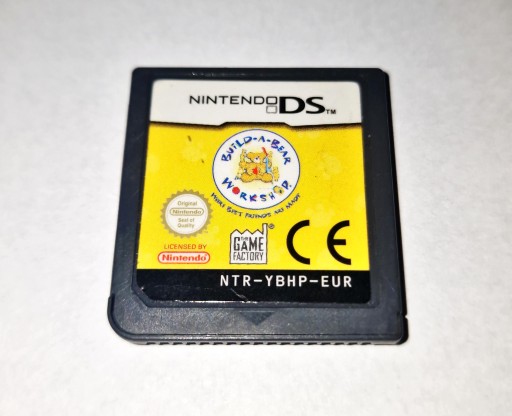 NINTENDO DS™
BUILD-A-BEAR
WORKSHOP®
WHERE BEST FRIENDS ARE MADE
Original
Nintendo
Seal of
Quality
LICENSED BY
Nintendo
the
GAME
FACTORY®
CE
NTR-YBHP-EUR